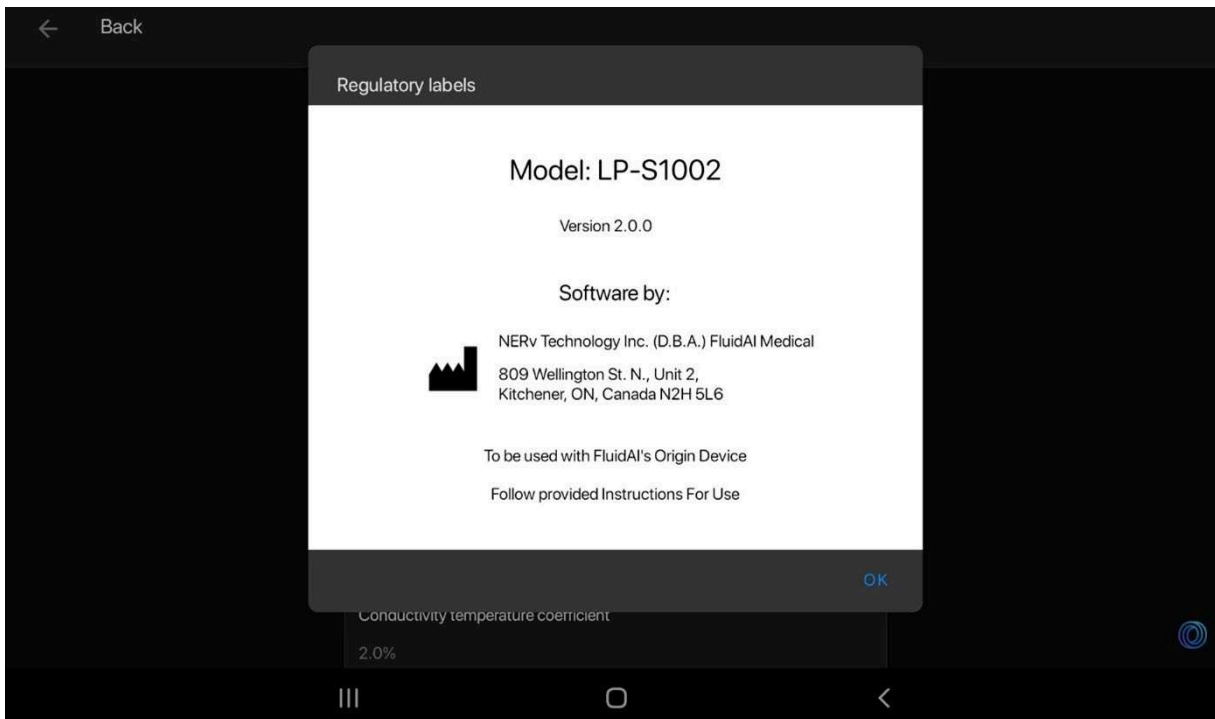 Back
Regulatory labels
Model: LP-S1002
Version 2.0.0
Software by:
NERv Technology Inc. (D.B.A.) FluidAI Medical
809 Wellington St. N., Unit 2,
Kitchener, ON, Canada N2H 5L6
To be used with FluidAI's Origin Device
Follow provided Instructions For Use
OK
Conductivity temperature coefficient
2.0%